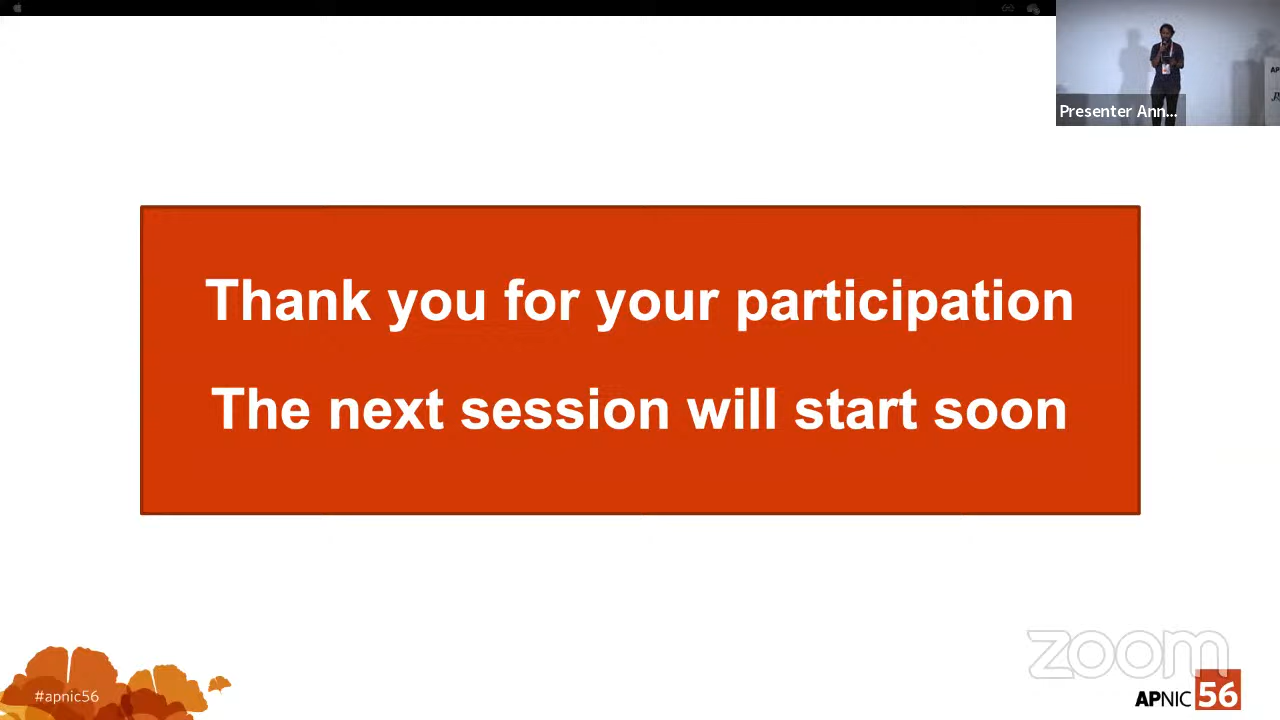 Presenter Ann...
Thank you for your participation
The next session will start soon
#apnic56
zoom
APNIC 56